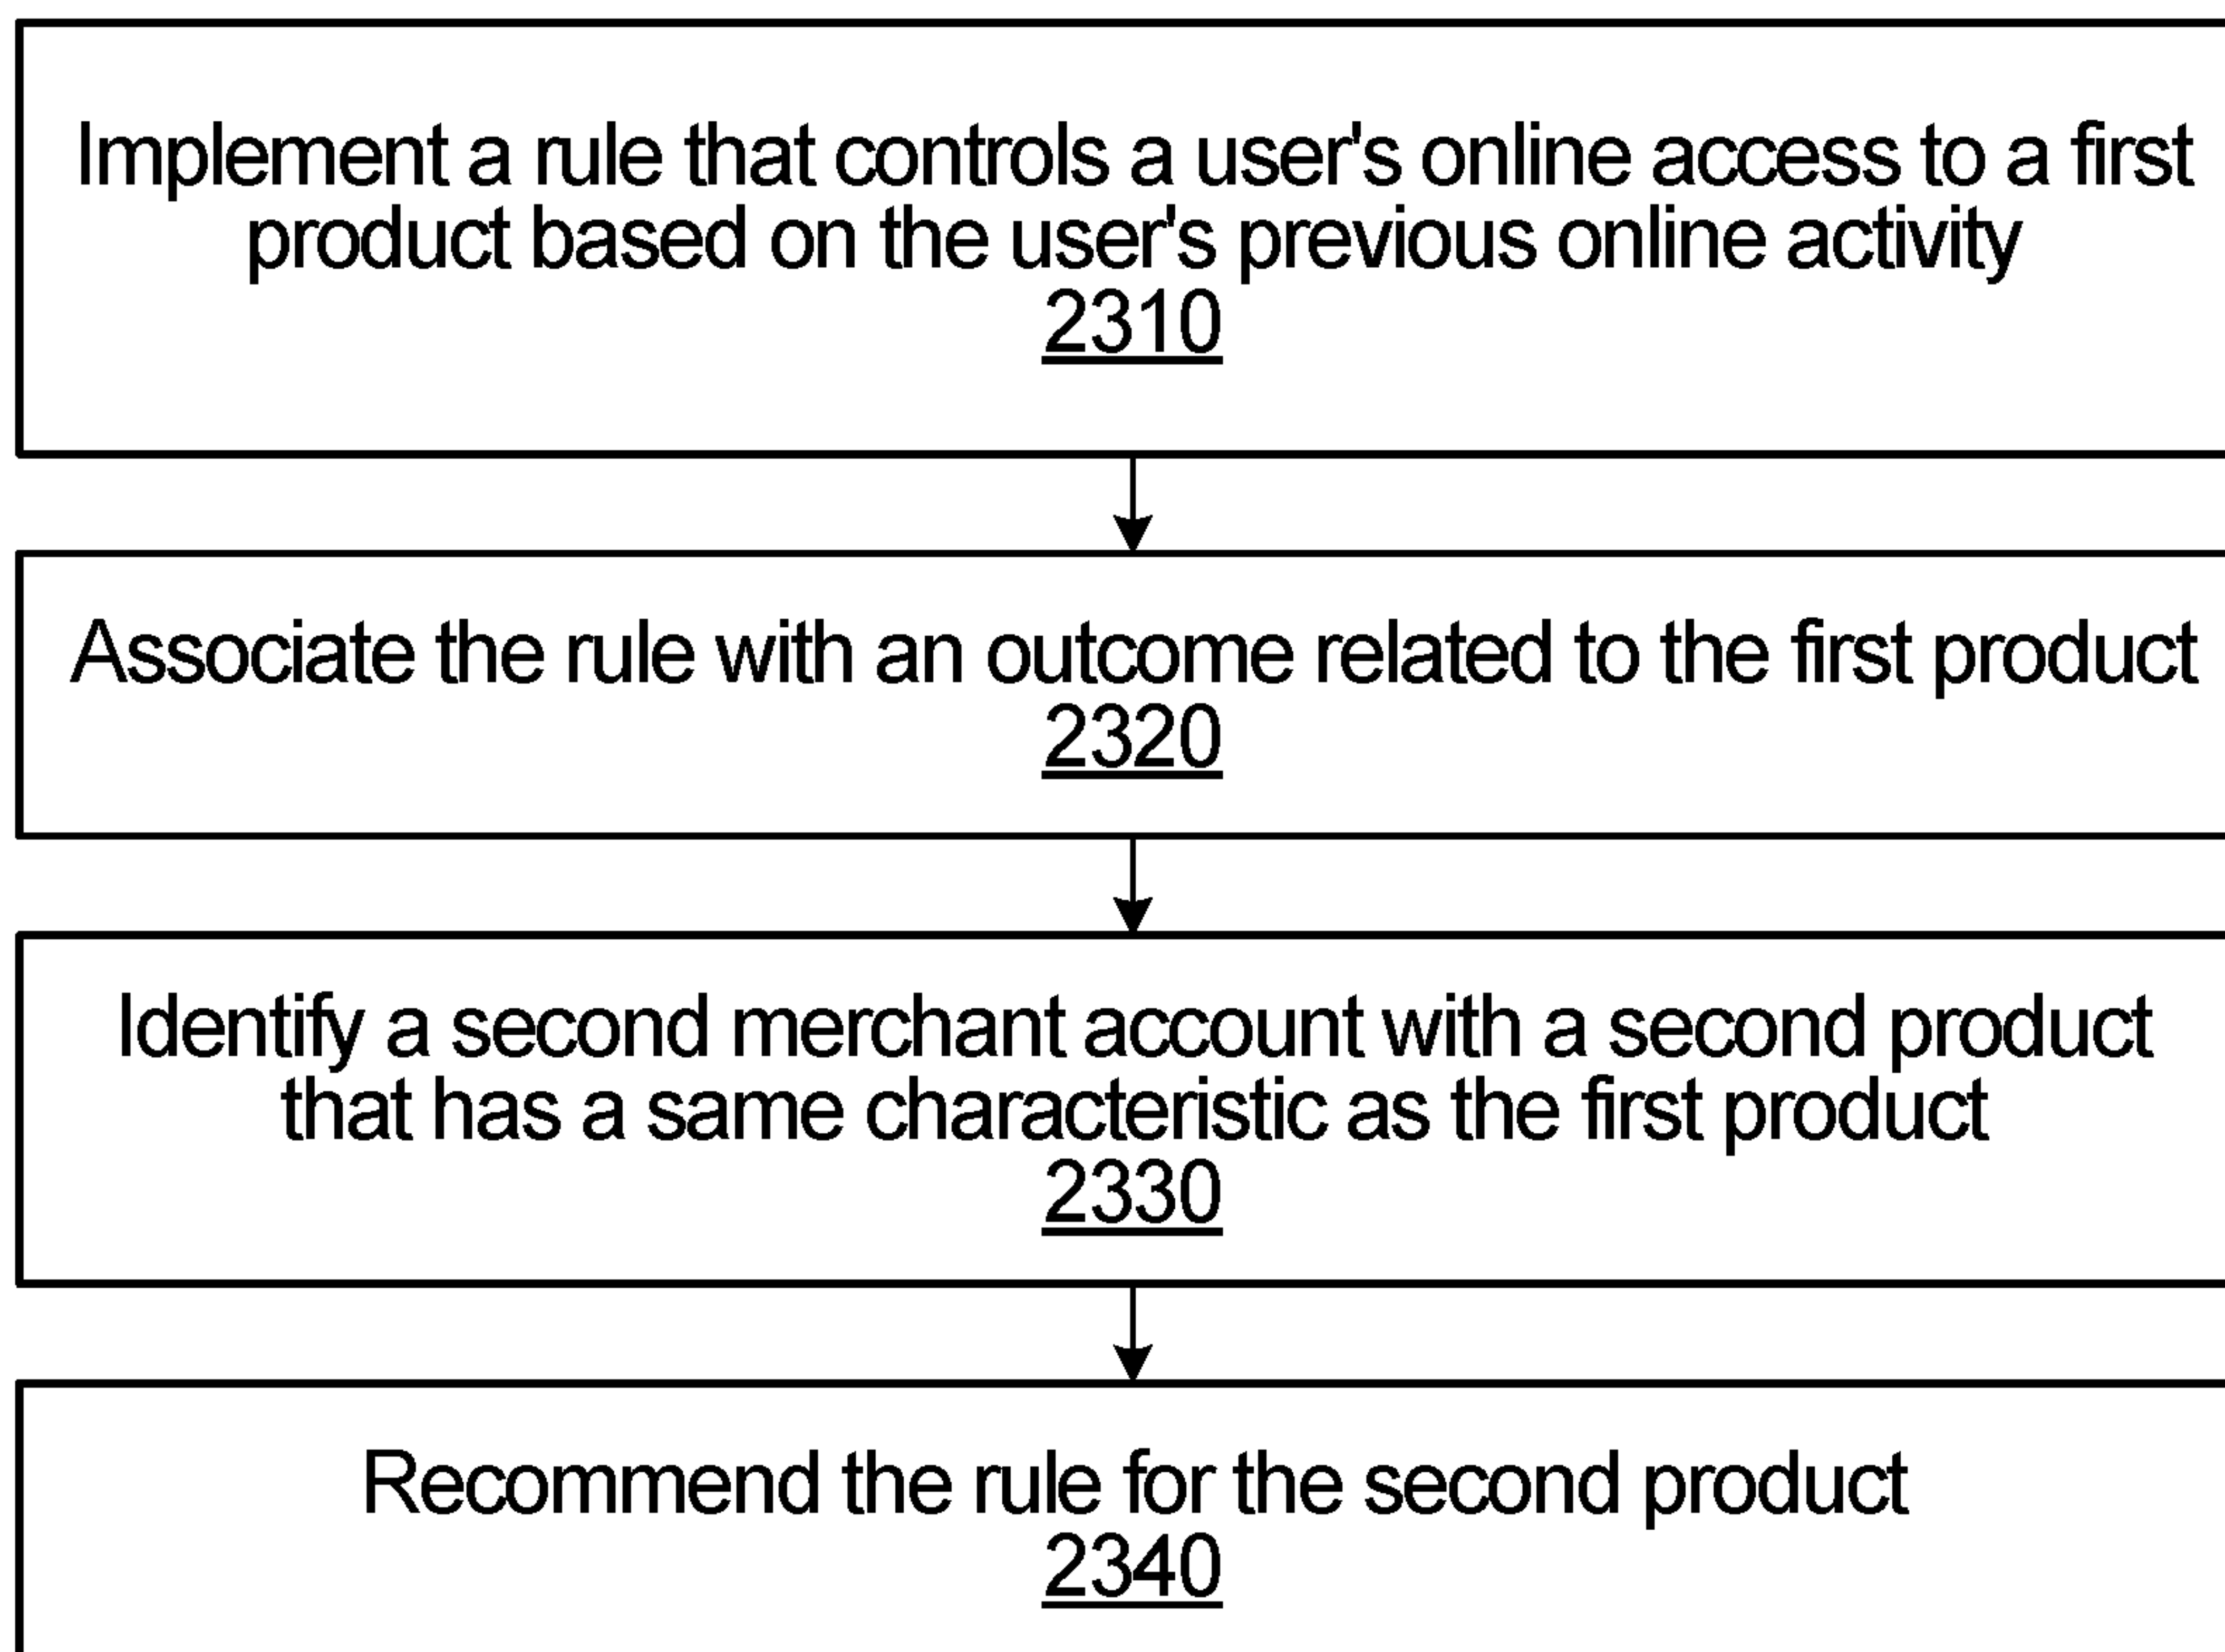 Implement a rule that controls a user's online access to a first
product based on the user's previous online activity
2310
Associate the rule with an outcome related to the first product
2320
Identify a second merchant account with a second product
that has a same characteristic as the first product
2330
Recommend the rule for the second product
2340